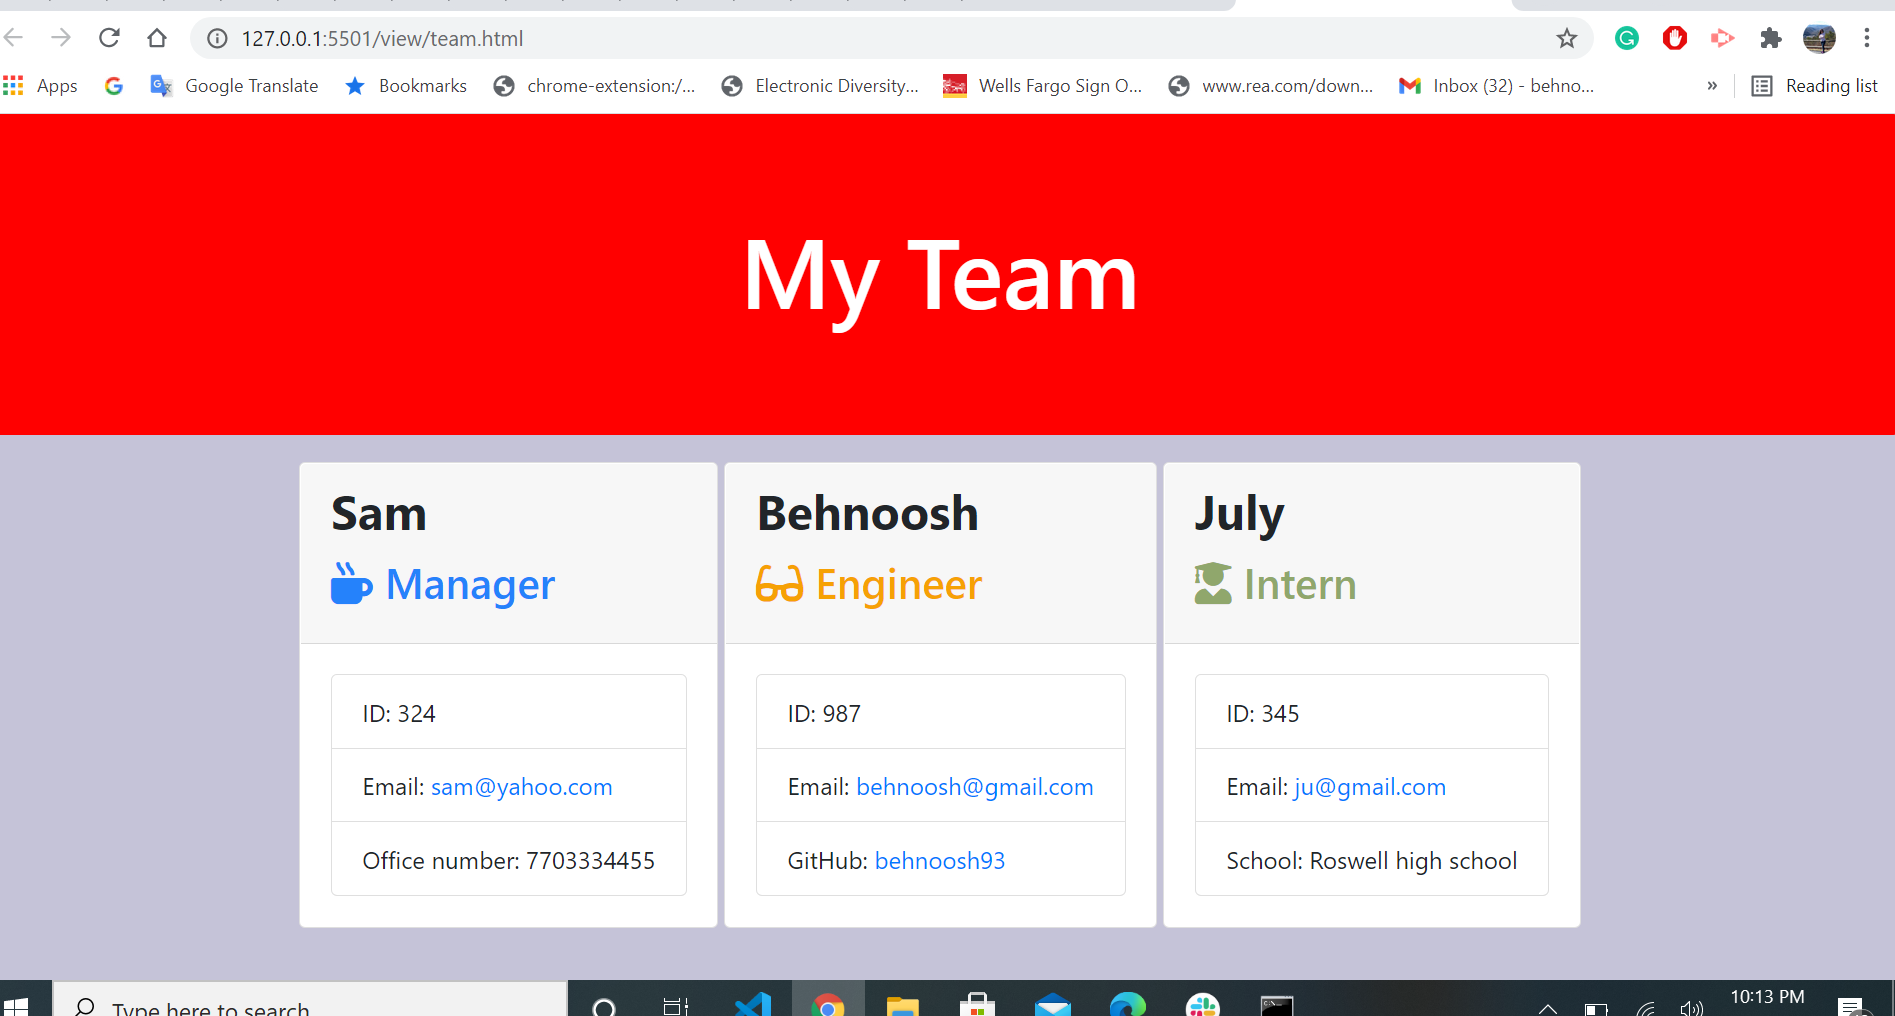 127.0.0.1:5501/view/team.html
Apps Google Translate Bookmarks chrome-extension:/... Electronic Diversity... Wells Fargo Sign O... www.rea.com/down... Inbox (32) - behno... » Reading list
My Team
Sam
Manager
ID: 324
Email: sam@yahoo.com
Office number: 7703334455
Behnoosh
Engineer
ID: 987
Email: behnoosh@gmail.com
GitHub: behnoosh93
July
Intern
ID: 345
Email: ju@gmail.com
School: Roswell high school
Type here to search
10:13 PM